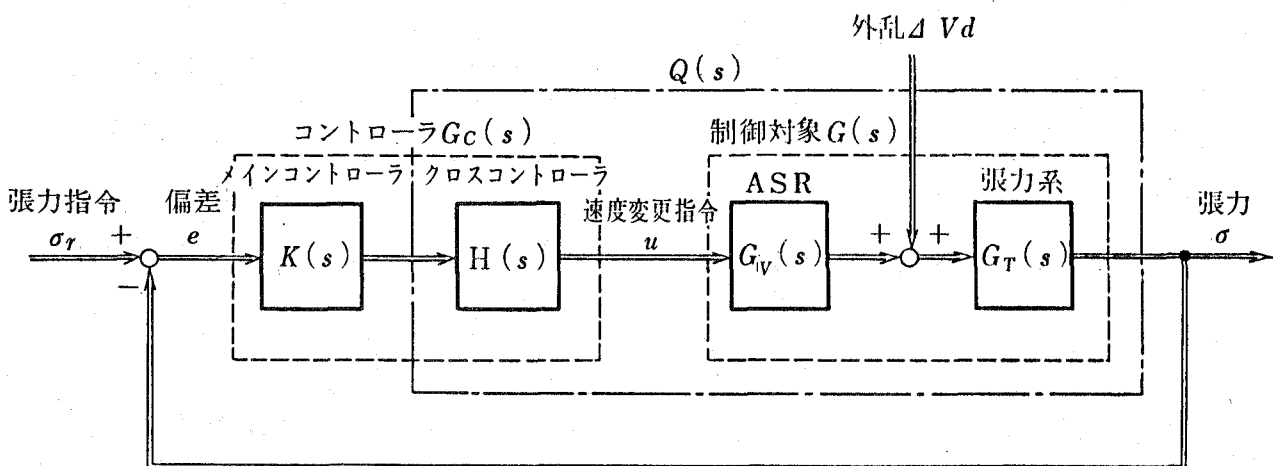 外乱Δ Vd
Q(s)
コントローラGc(s)
制御対象G(s)
メインコントローラ クロスコントローラ
ASR
張力系
張力指令
偏差
速度変更指令
張力
σr
+
e
K(s)
H(s)
u
GV(s)
+
+
GT(s)
σ
−